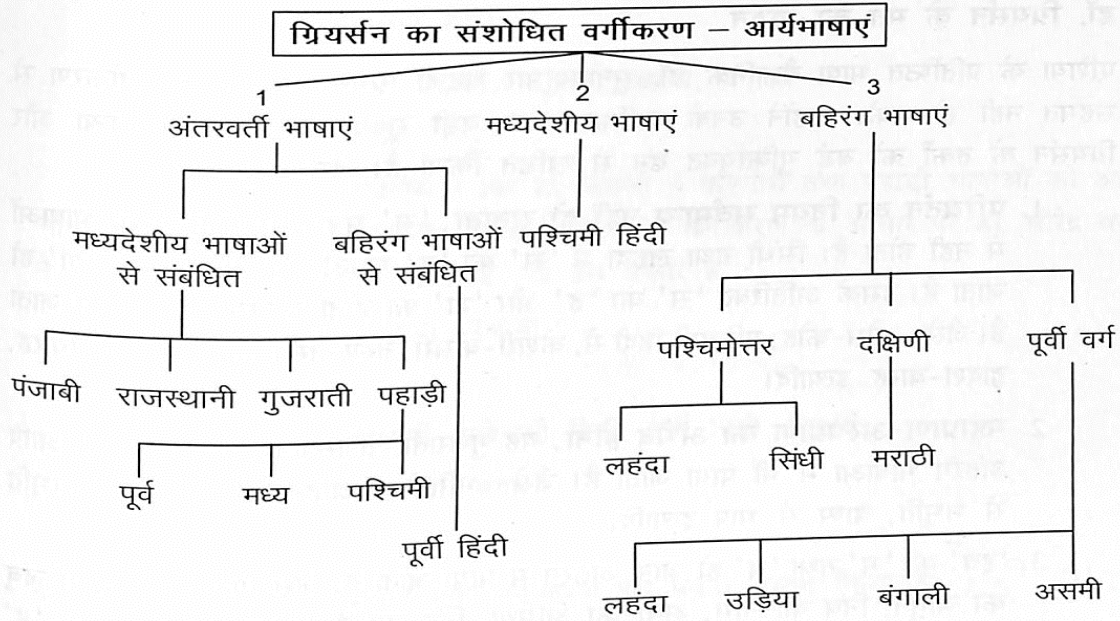 ग्रियर्सन का संशोधित वर्गीकरण – आर्यभाषाएं
1 2 3
अंतरवर्ती भाषाएं मध्यदेशीय भाषाएं बहिरंग भाषाएं
मध्यदेशीय भाषाओं से संबंधित
बहिरंग भाषाओं से संबंधित
पश्चिमी हिंदी
पश्चिमोत्तर दक्षिणी पूर्वी वर्ग
पंजाबी राजस्थानी गुजराती पहाड़ी
लहंदा सिंधी मराठी
पूर्व मध्य पश्चिमी
पूर्वी हिंदी
लहंदा उड़िया बंगाली असमी